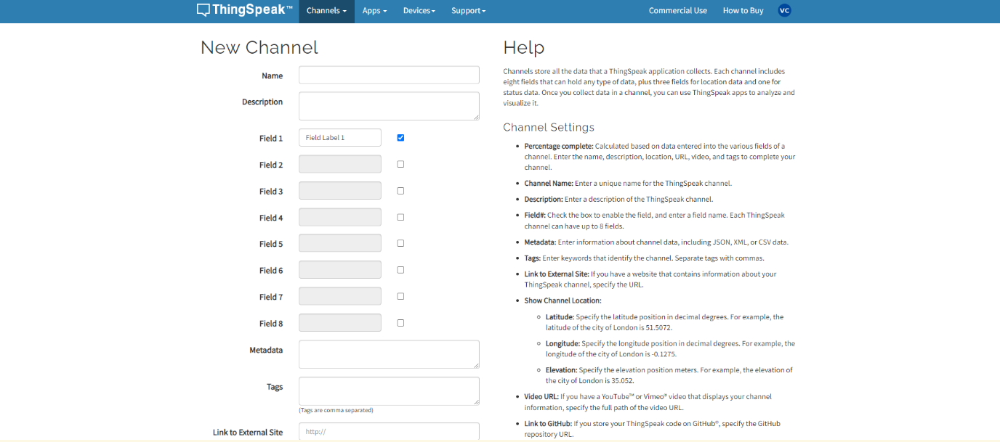 ThingSpeak™ Channels Apps Devices Support Commercial Use How to Buy VC
New Channel
Name
Description
Field 1 Field Label 1
Field 2
Field 3
Field 4
Field 5
Field 6
Field 7
Field 8
Metadata
Tags
(Tags are comma separated)
Link to External Site http://
Help
Channels store all the data that a ThingSpeak application collects. Each channel includes
eight fields that can hold any type of data, plus three fields for location data and one for
status data. Once you collect data in a channel, you can use ThingSpeak apps to analyze and
visualize it.
Channel Settings
• Percentage complete: Calculated based on data entered into the various fields of a
channel. Enter the name, description, location, URL, video, and tags to complete your
channel.
• Channel Name: Enter a unique name for the ThingSpeak channel.
• Description: Enter a description of the ThingSpeak channel.
• Field#: Check the box to enable the field, and enter a field name. Each ThingSpeak
channel can have up to 8 fields.
• Metadata: Enter information about channel data, including JSON, XML, or CSV data.
• Tags: Enter keywords that identify the channel. Separate tags with commas.
• Link to External Site: If you have a website that contains information about your
ThingSpeak channel, specify the URL.
• Show Channel Location:
○ Latitude: Specify the latitude position in decimal degrees. For example, the
latitude of the city of London is 51.5072.
○ Longitude: Specify the longitude position in decimal degrees. For example, the
longitude of the city of London is -0.1275.
○ Elevation: Specify the elevation position meters. For example, the elevation of
the city of London is 35.052.
• Video URL: If you have a YouTube™ or Vimeo® video that displays your channel
information, specify the full path of the video URL.
• Link to GitHub: If you store your ThingSpeak code on GitHub®, specify the GitHub
repository URL.